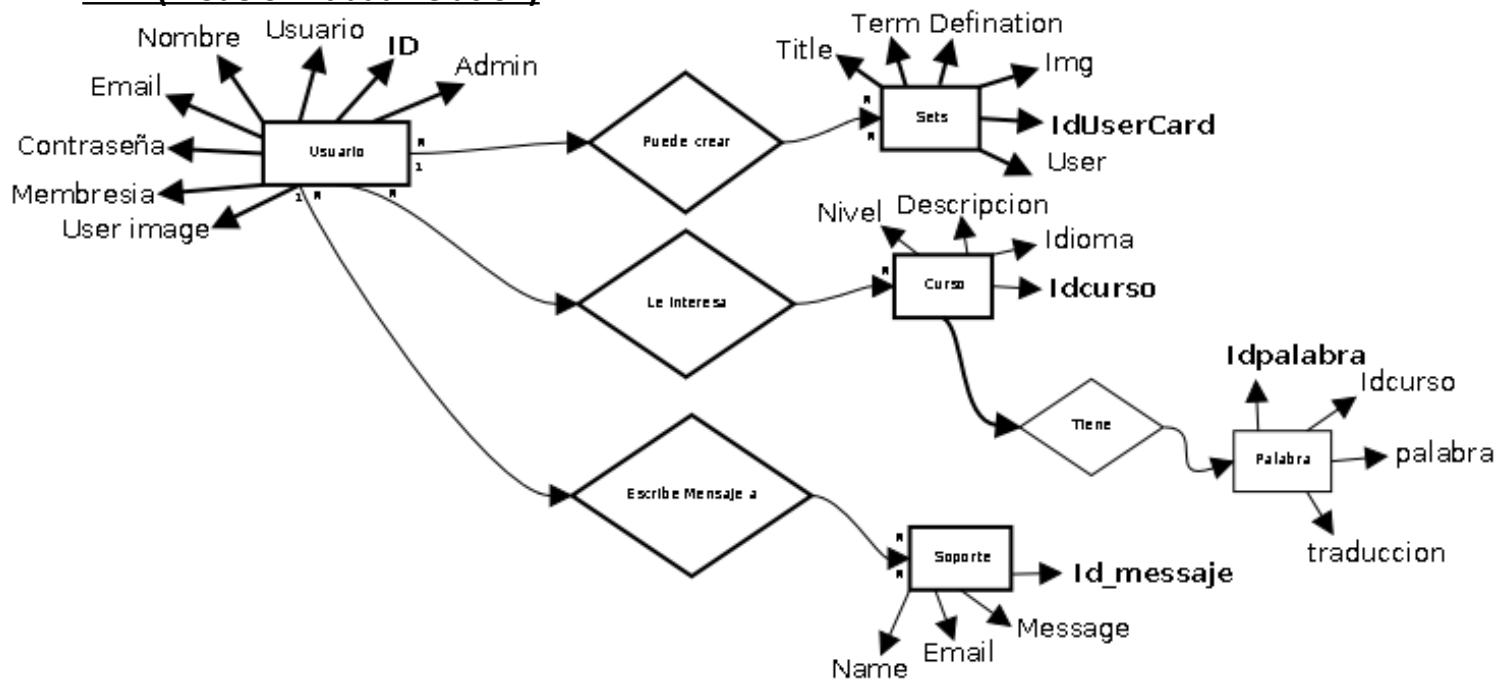 Nombre
Usuario
ID
Admin
Email
Contraseña
Membresia
User image
Usuario
N
1
1
N
N
Puede crear
Title
Term Defination
Img
IdUserCard
User
N
Sets
N
Le Interesa
Nivel
Descripcion
Idioma
Idcurso
N
Curso
Tiene
Idpalabra
Idcurso
palabra
traduccion
Palabra
Escribe Mensaje a
N
Soporte
N
Id_messaje
Message
Email
Name